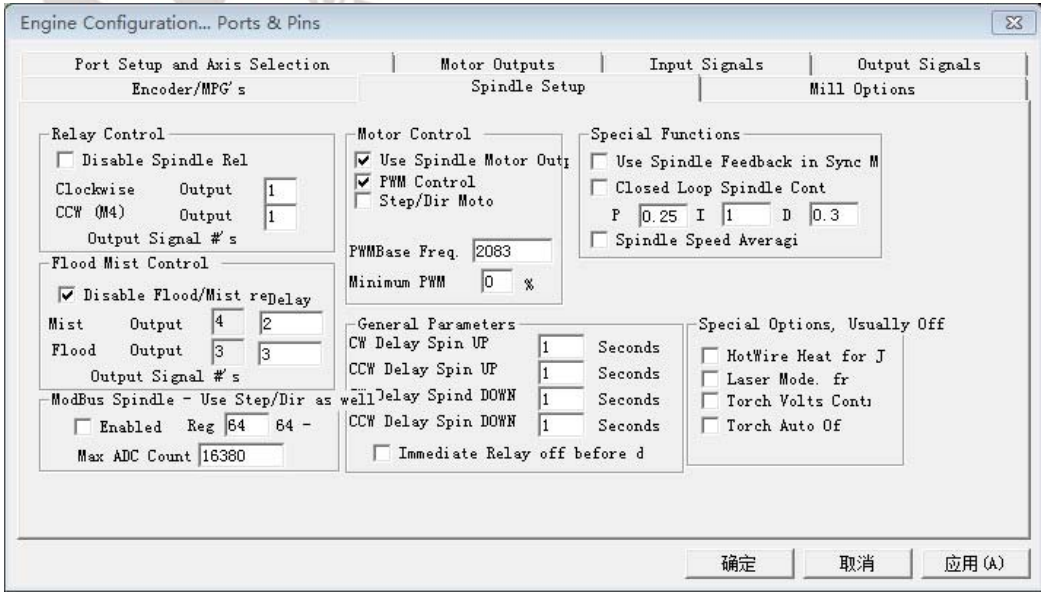 Engine Configuration... Ports & Pins
Port Setup and Axis Selection
Motor Outputs
Input Signals
Output Signals
Encoder/MPG's
Spindle Setup
Mill Options
Relay Control
Disable Spindle Rel
Clockwise Output 1
CCW (M4) Output 1
Output Signal #'s
Flood Mist Control
Disable Flood/Mist re Delay
Mist Output 4 2
Flood Output 3 3
Output Signal #'s
ModBus Spindle - Use Step/Dir as well
Enabled Reg 64 64 -
Max ADC Count 16380
Motor Control
Use Spindle Motor Outp
PWM Control
Step/Dir Moto
PWMBase Freq. 2083
Minimum PWM 0 %
General Parameters
CW Delay Spin UP 1 Seconds
CCW Delay Spin UP 1 Seconds
CW Delay Spind DOWN 1 Seconds
CCW Delay Spin DOWN 1 Seconds
Immediate Relay off before d
Special Functions
Use Spindle Feedback in Sync M
Closed Loop Spindle Cont
P 0.25 I 1 D 0.3
Spindle Speed Averagi
Special Options, Usually Off
HotWire Heat for J
Laser Mode. fr
Torch Volts Cont
Torch Auto Of
确定
取消
应用(A)